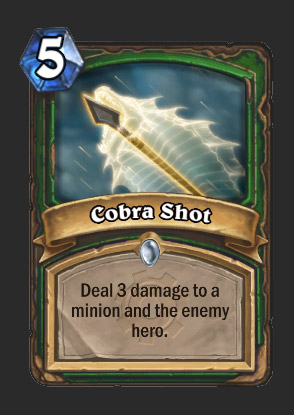 5
Cobra Shot
Deal 3 damage to a
minion and the enemy
hero.